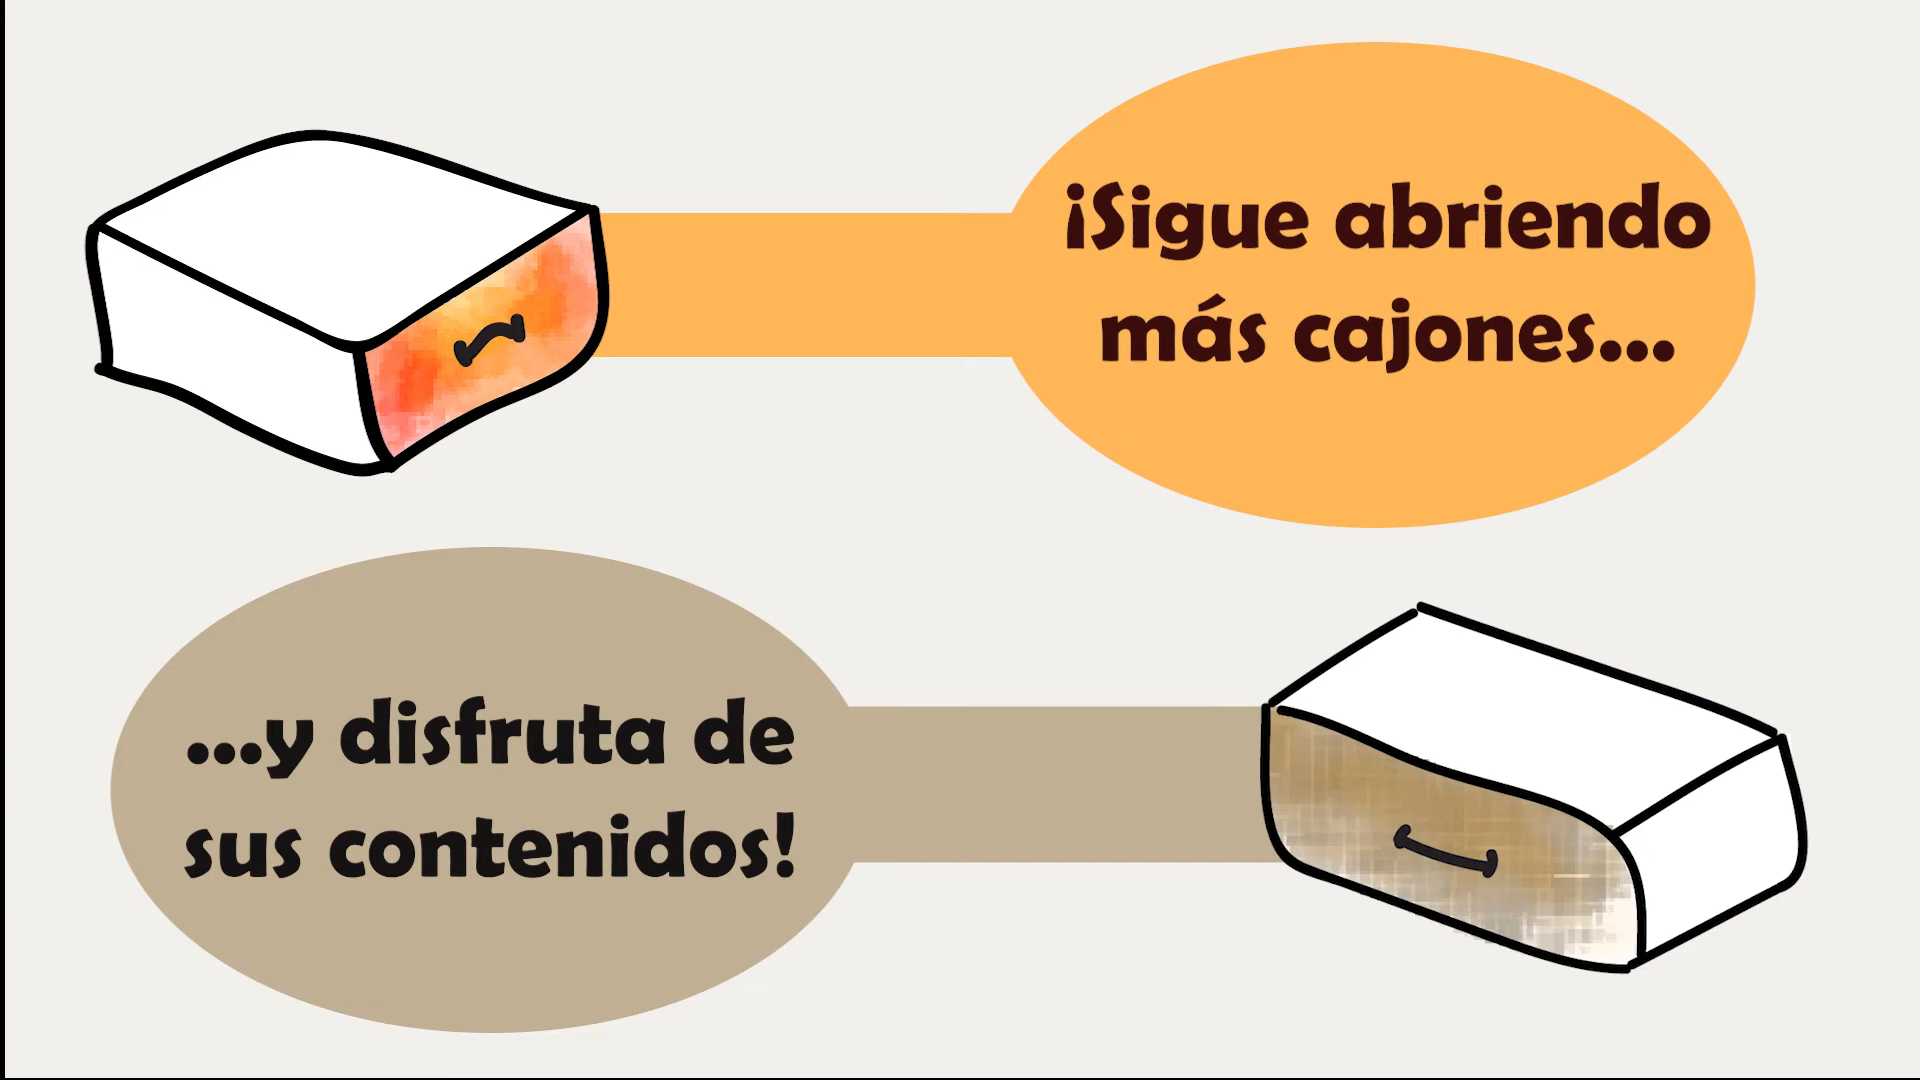 ¡Sigue abriendo
más cajones...
...y disfruta de
sus contenidos!